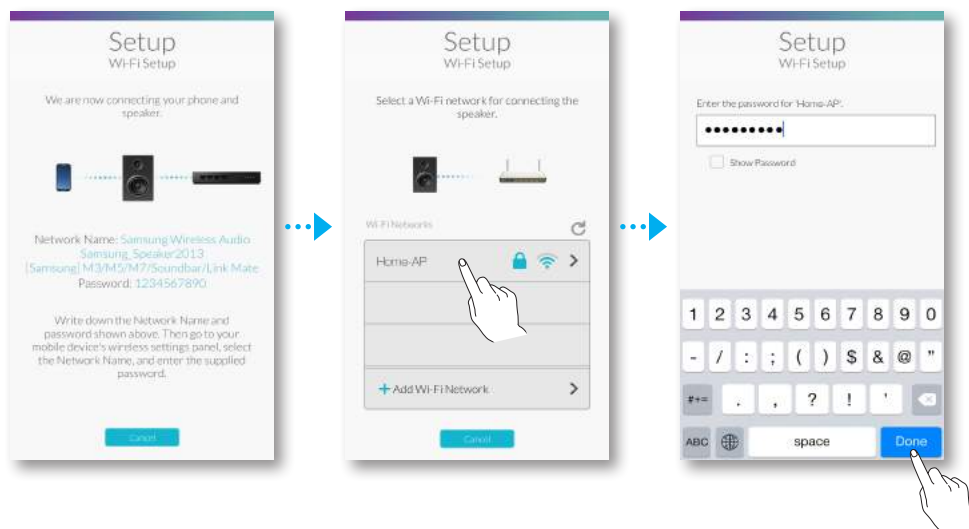 Setup
Wi-Fi Setup
We are now connecting your phone and
speaker.
Network Name: Samsung Wireless Audio
Samsung_Speaker2013
[Samsung] M3/M5/M7/Soundbar/Link Mate
Password: 1234567890
Write down the Network Name and
password shown above. Then go to your
mobile device's wireless settings panel, select
the Network Name, and enter the supplied
password.
Cancel
Setup
Wi-Fi Setup
Select a Wi-Fi network for connecting the
speaker.
Wi-Fi Networks
Home-AP
+ Add Wi-Fi Network
Cancel
Setup
Wi-Fi Setup
Enter the password for 'Home-AP'.
•••••••••
Show Password
1 2 3 4 5 6 7 8 9 0
- / : ; ( ) $ & @ "
#+= . , ? ! '
ABC space Done